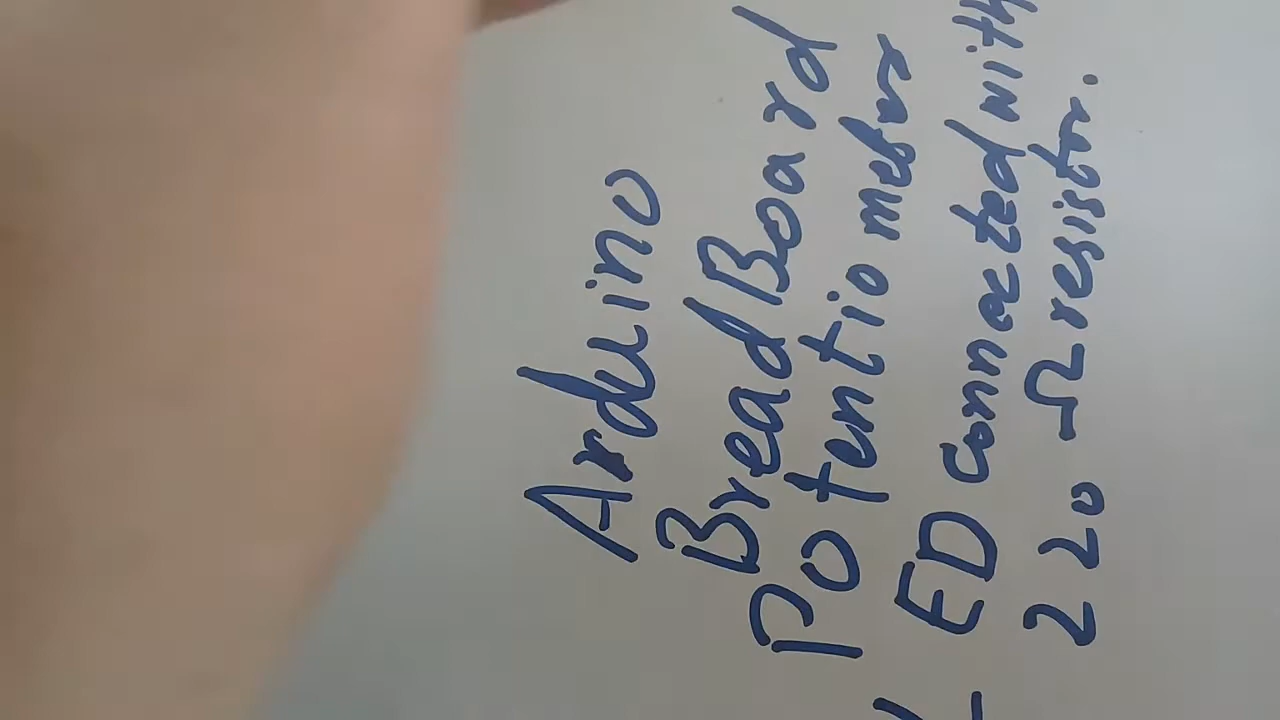 Arduino
BreadBoard
Potentiometer
LED Connected with
220 Ω resistor.